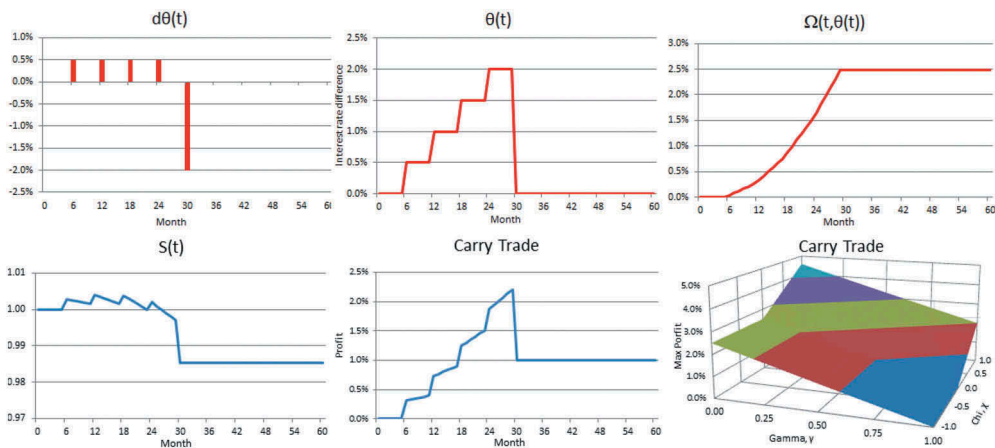 dθ(t)
1.0%
0.5%
0.0%
-0.5%
-1.0%
-1.5%
-2.0%
-2.5%
0 6 12 18 24 30 36 42 48 54 60
Month
θ(t)
Interest rate difference
2.5%
2.0%
1.5%
1.0%
0.5%
0.0%
0 6 12 18 24 30 36 42 48 54 60
Month
Ω(t,θ(t))
3.0%
2.5%
2.0%
1.5%
1.0%
0.5%
0.0%
0 6 12 18 24 30 36 42 48 54 60
Month
S(t)
1.01
1.00
0.99
0.98
0.97
0 6 12 18 24 30 36 42 48 54 60
Month
Carry Trade
Profit
2.5%
2.0%
1.5%
1.0%
0.5%
0.0%
0 6 12 18 24 30 36 42 48 54 60
Month
Carry Trade
Max Porfit
5.0%
4.0%
3.0%
2.0%
1.0%
0.0%
0.00 0.25 0.50 0.75 1.00
Gamma, γ
1.0
0.5
0.0
-0.5
-1.0
Chi, χ